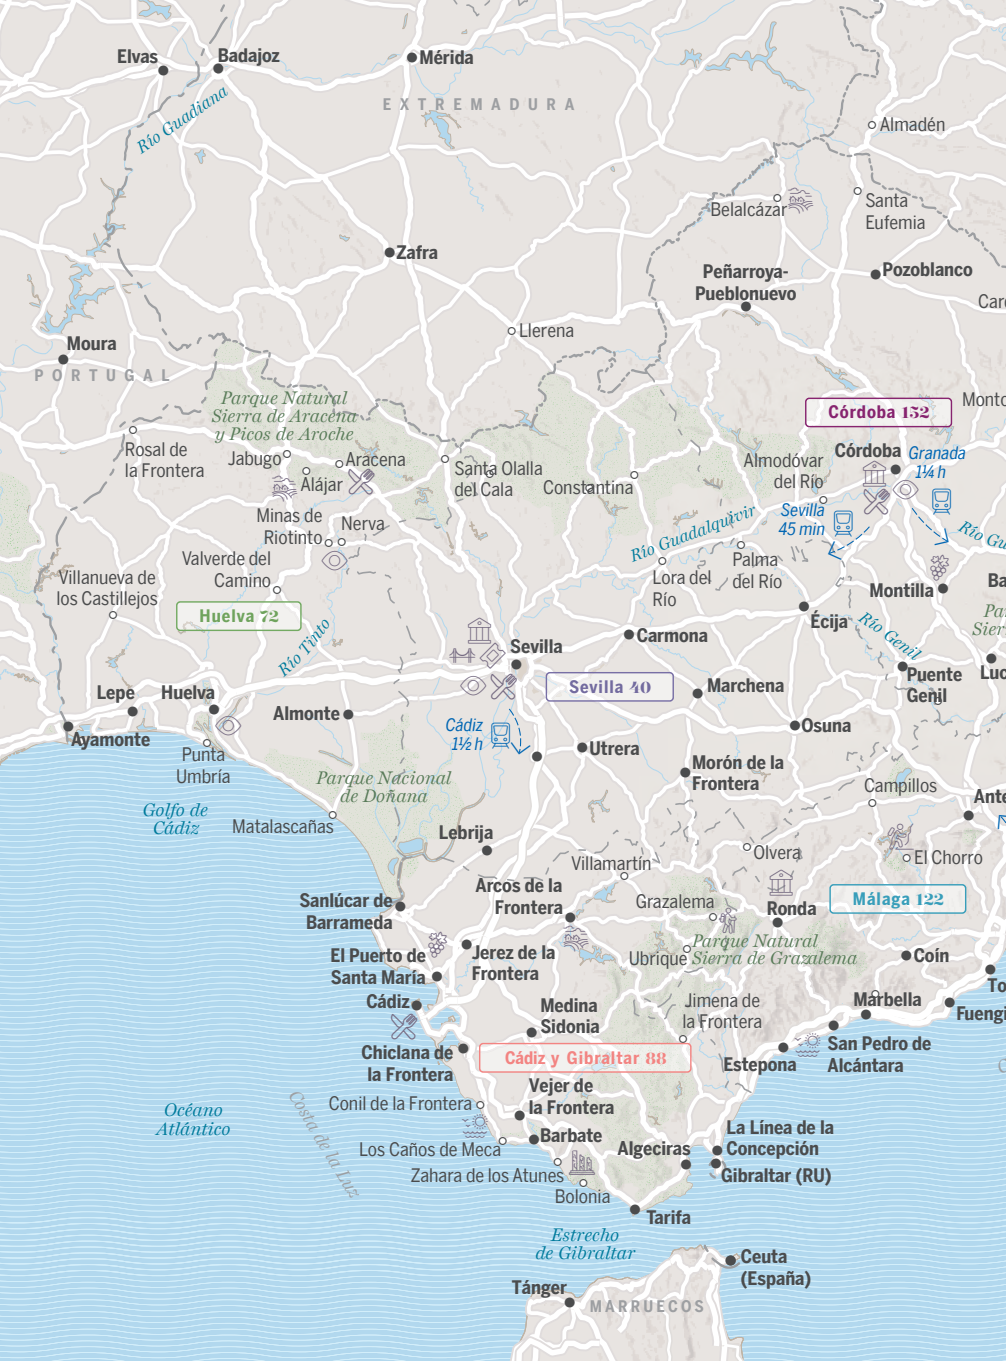 Elvas
Badajoz
Mérida
Río Guadiana
EXTREMADURA
Almadén
Belalcázar
Santa
Eufemia
Zafra
Peñarroya-
Pueblonuevo
Pozoblanco
Llerena
Moura
PORTUGAL
Parque Natural
Sierra de Aracena
y Picos de Aroche
Córdoba 152
Rosal de
la Frontera
Jabugo
Aracena
Alájar
Santa Olalla
del Cala
Constantina
Almodóvar
del Río
Córdoba
Granada
1¼ h
Sevilla
45 min
Minas de
Riotinto
Nerva
Río Guadalquivir
Valverde del
Camino
Villanueva de
los Castillejos
Lora del
Río
Palma
del Río
Montilla
Huelva 72
Río Tinto
Écija
Río Genil
Carmona
Sevilla
Puente
Genil
Sevilla 40
Marchena
Lepe
Huelva
Almonte
Cádiz
1½ h
Osuna
Ayamonte
Punta
Umbría
Utrera
Morón de la
Frontera
Parque Nacional
de Doñana
Campillos
Golfo de
Cádiz
Matalascañas
Lebrija
Villamartín
Olvera
El Chorro
Sanlúcar de
Barrameda
Arcos de la
Frontera
Grazalema
Ronda
Málaga 122
El Puerto de
Santa María
Jerez de la
Frontera
Ubrique
Parque Natural
Sierra de Grazalema
Coín
Cádiz
Medina
Sidonia
Jimena de
la Frontera
Marbella
San Pedro de
Alcántara
Chiclana de
la Frontera
Cádiz y Gibraltar 88
Estepona
Conil de la Frontera
Vejer de
la Frontera
Océano
Atlántico
Costa de la Luz
Los Caños de Meca
Barbate
Algeciras
La Línea de la
Concepción
Zahara de los Atunes
Gibraltar (RU)
Bolonia
Tarifa
Estrecho
de Gibraltar
Ceuta
(España)
Tánger
MARRUECOS